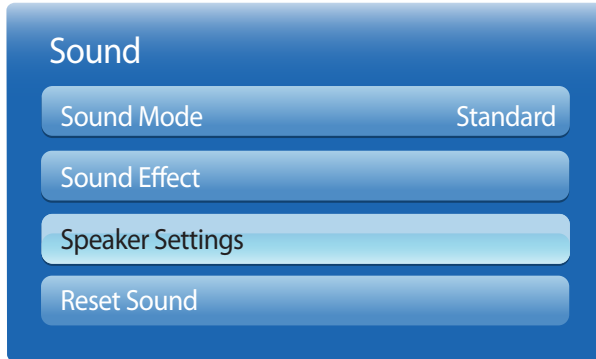 Sound
Sound Mode Standard
Sound Effect
Speaker Settings
Reset Sound